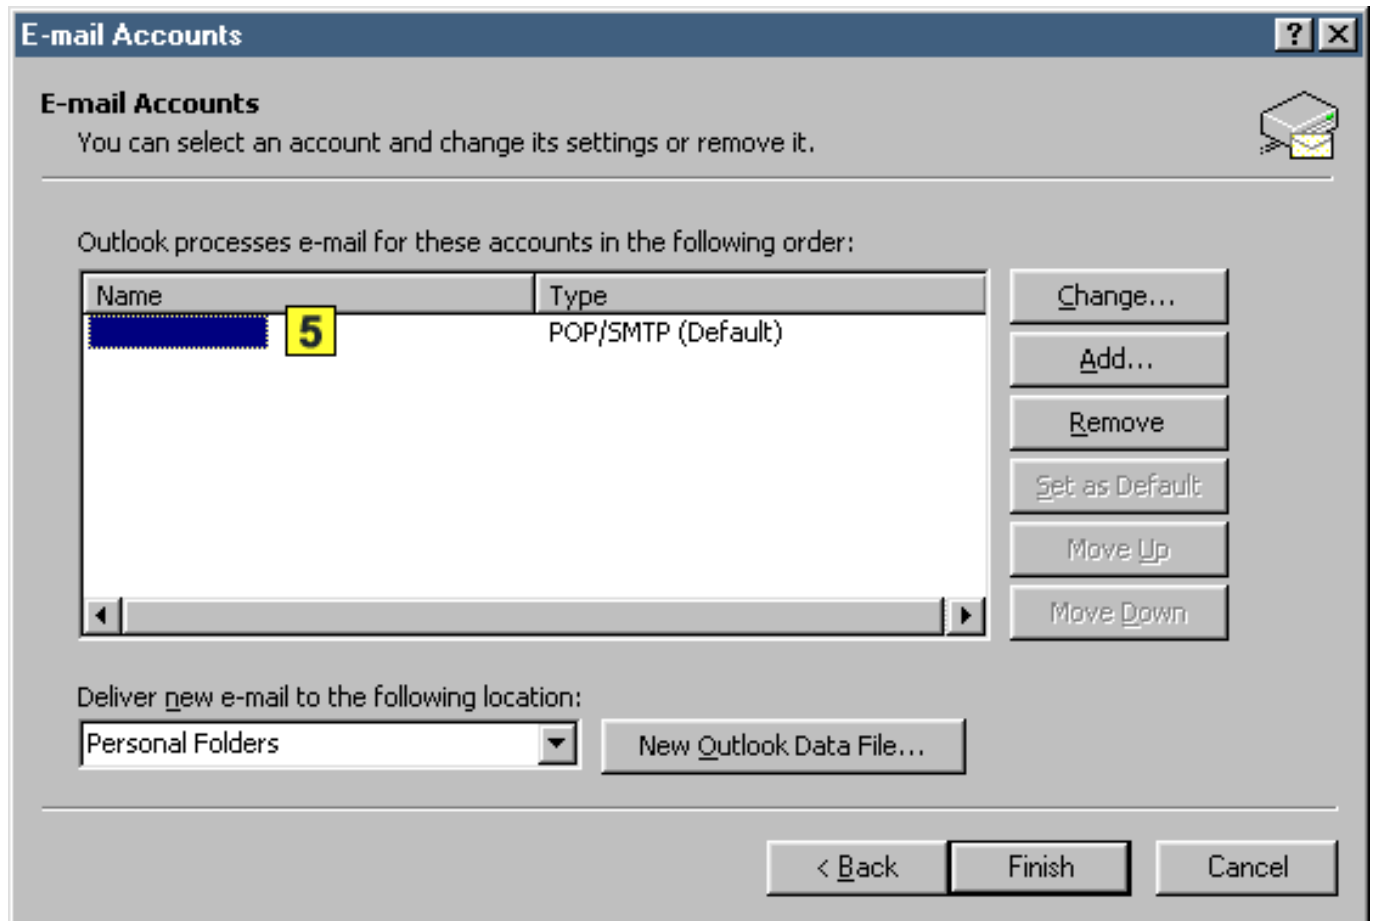 E-mail Accounts
E-mail Accounts
You can select an account and change its settings or remove it.
Outlook processes e-mail for these accounts in the following order:
Name Type
5 POP/SMTP (Default)
Change...
Add...
Remove
Set as Default
Move Up
Move Down
Deliver new e-mail to the following location:
Personal Folders New Outlook Data File...
< Back Finish Cancel